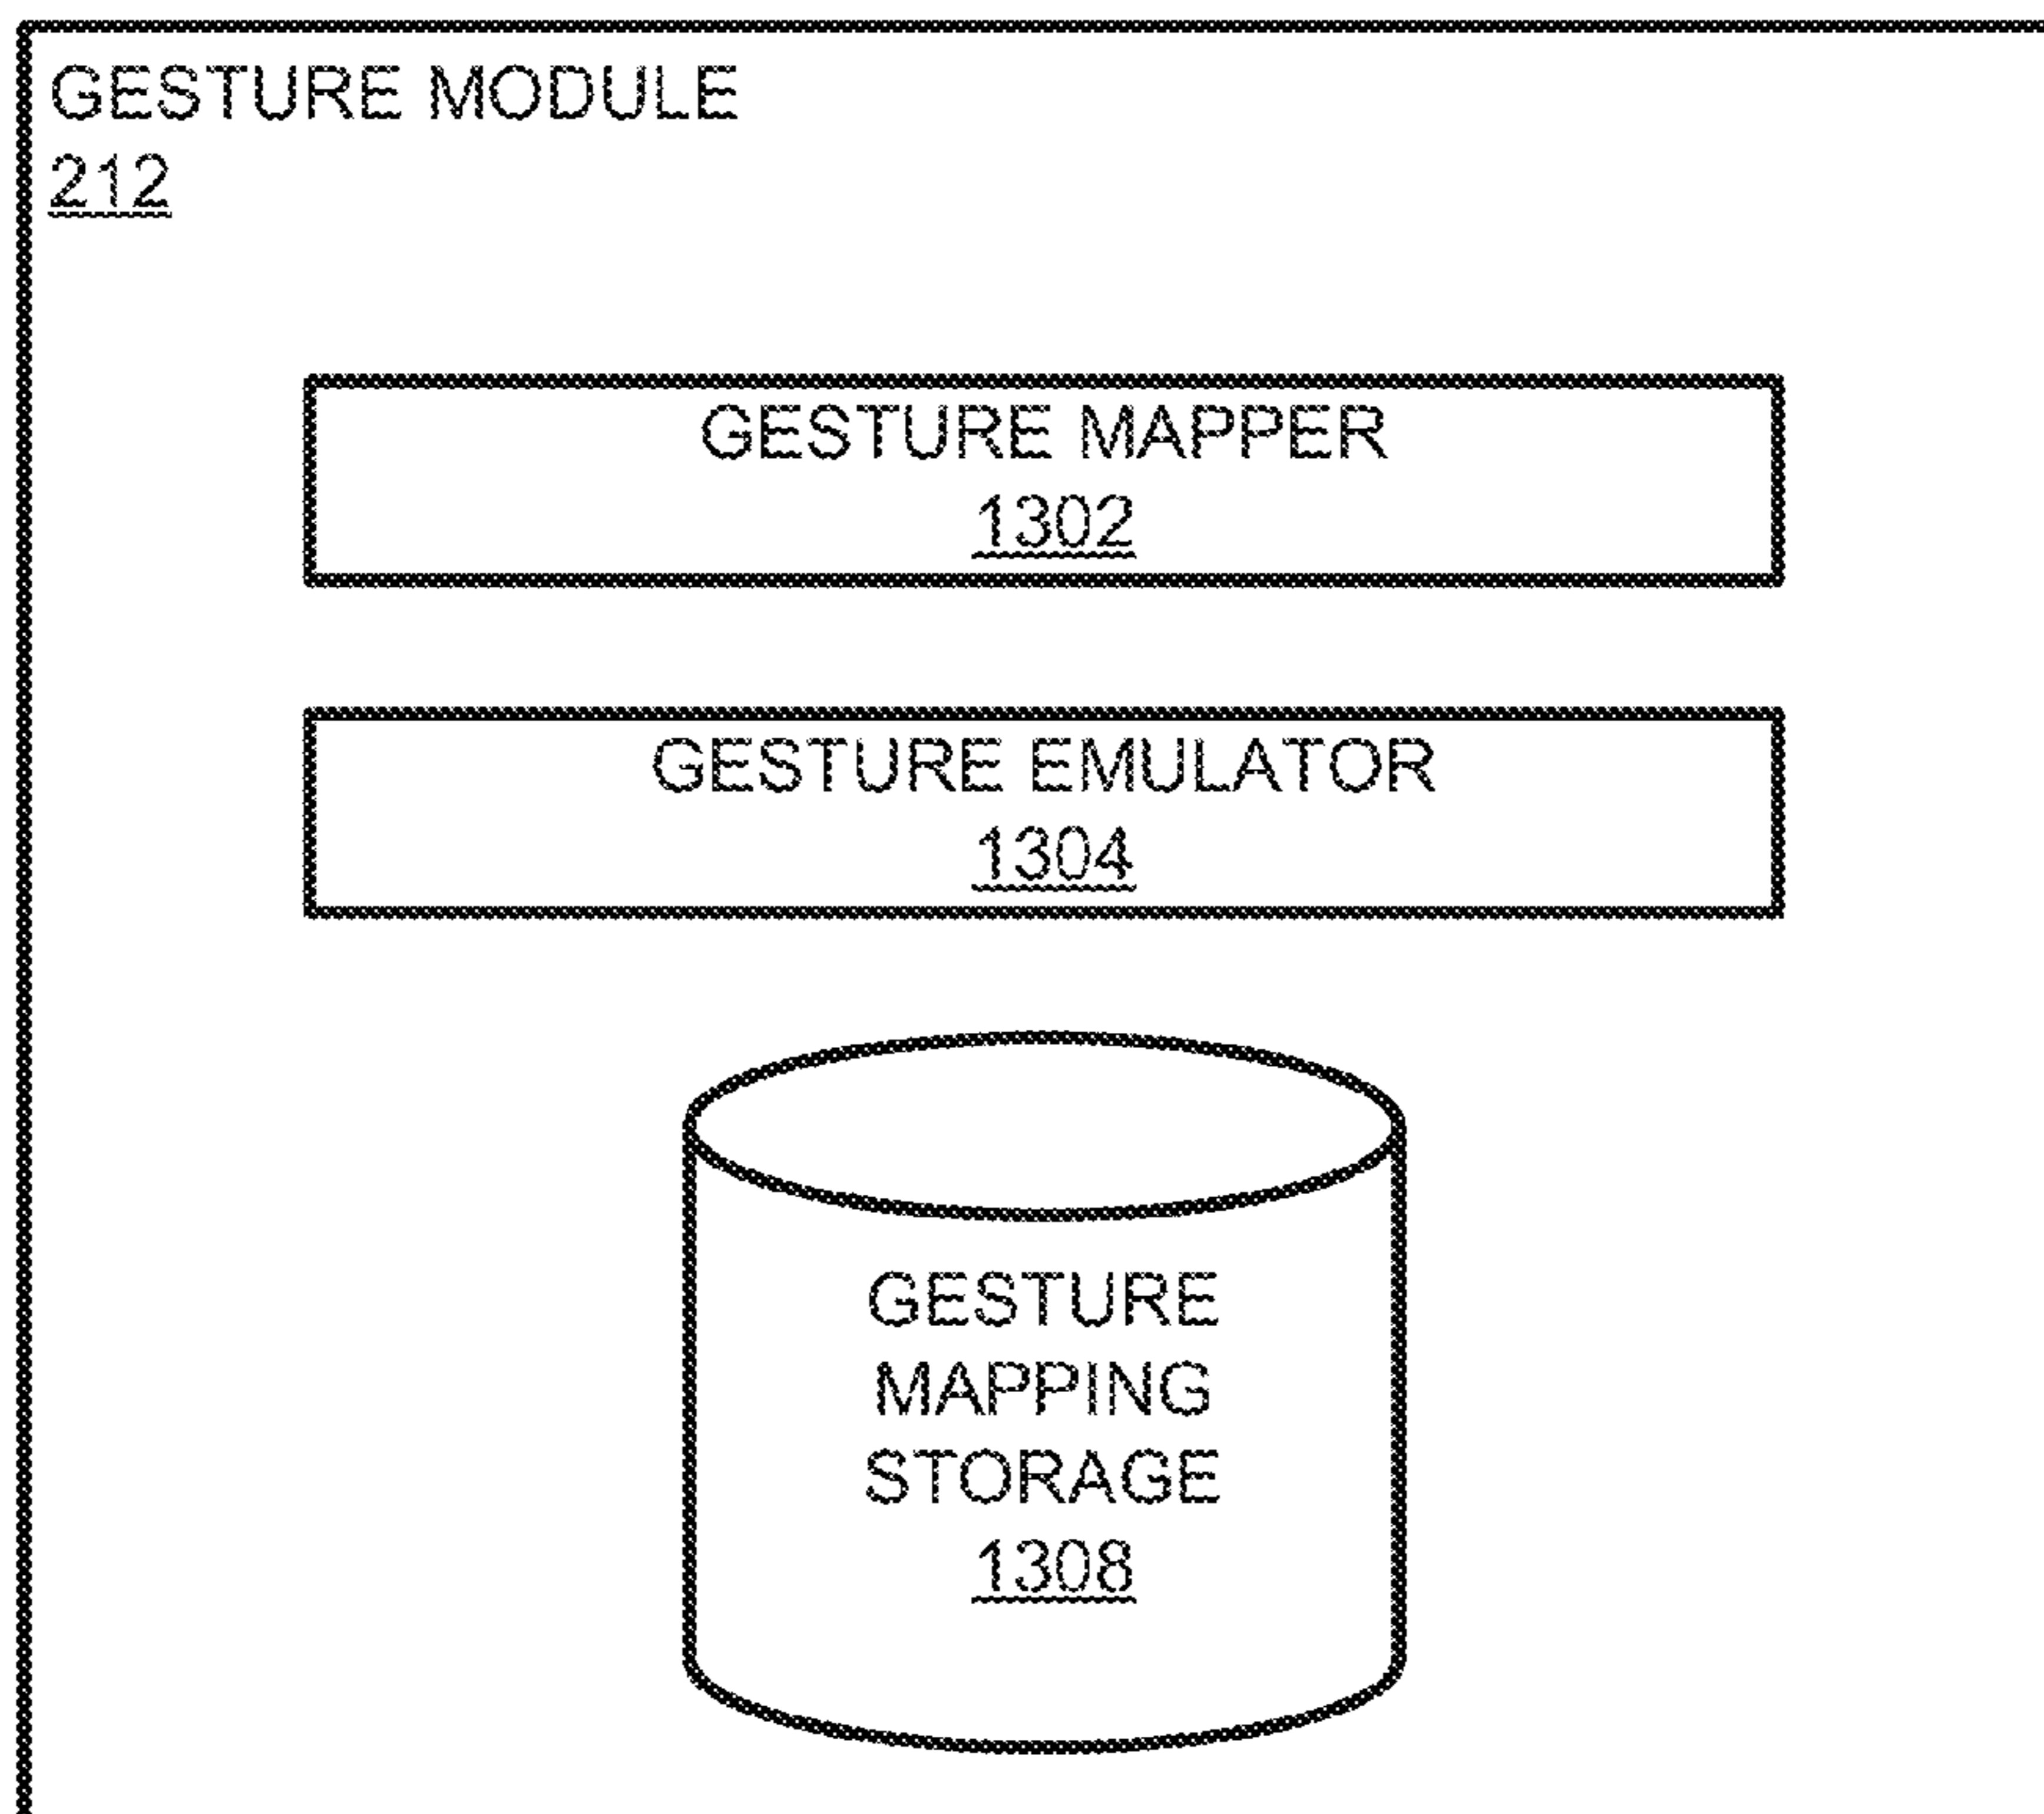 GESTURE MODULE
212
GESTURE MAPPER
1302
GESTURE EMULATOR
1304
GESTURE
MAPPING
STORAGE
1308